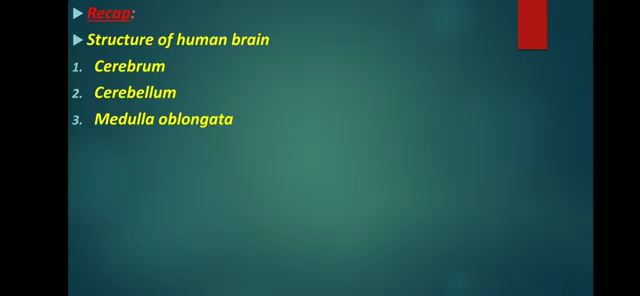 Recap:
Structure of human brain
1. Cerebrum
2. Cerebellum
3. Medulla oblongata